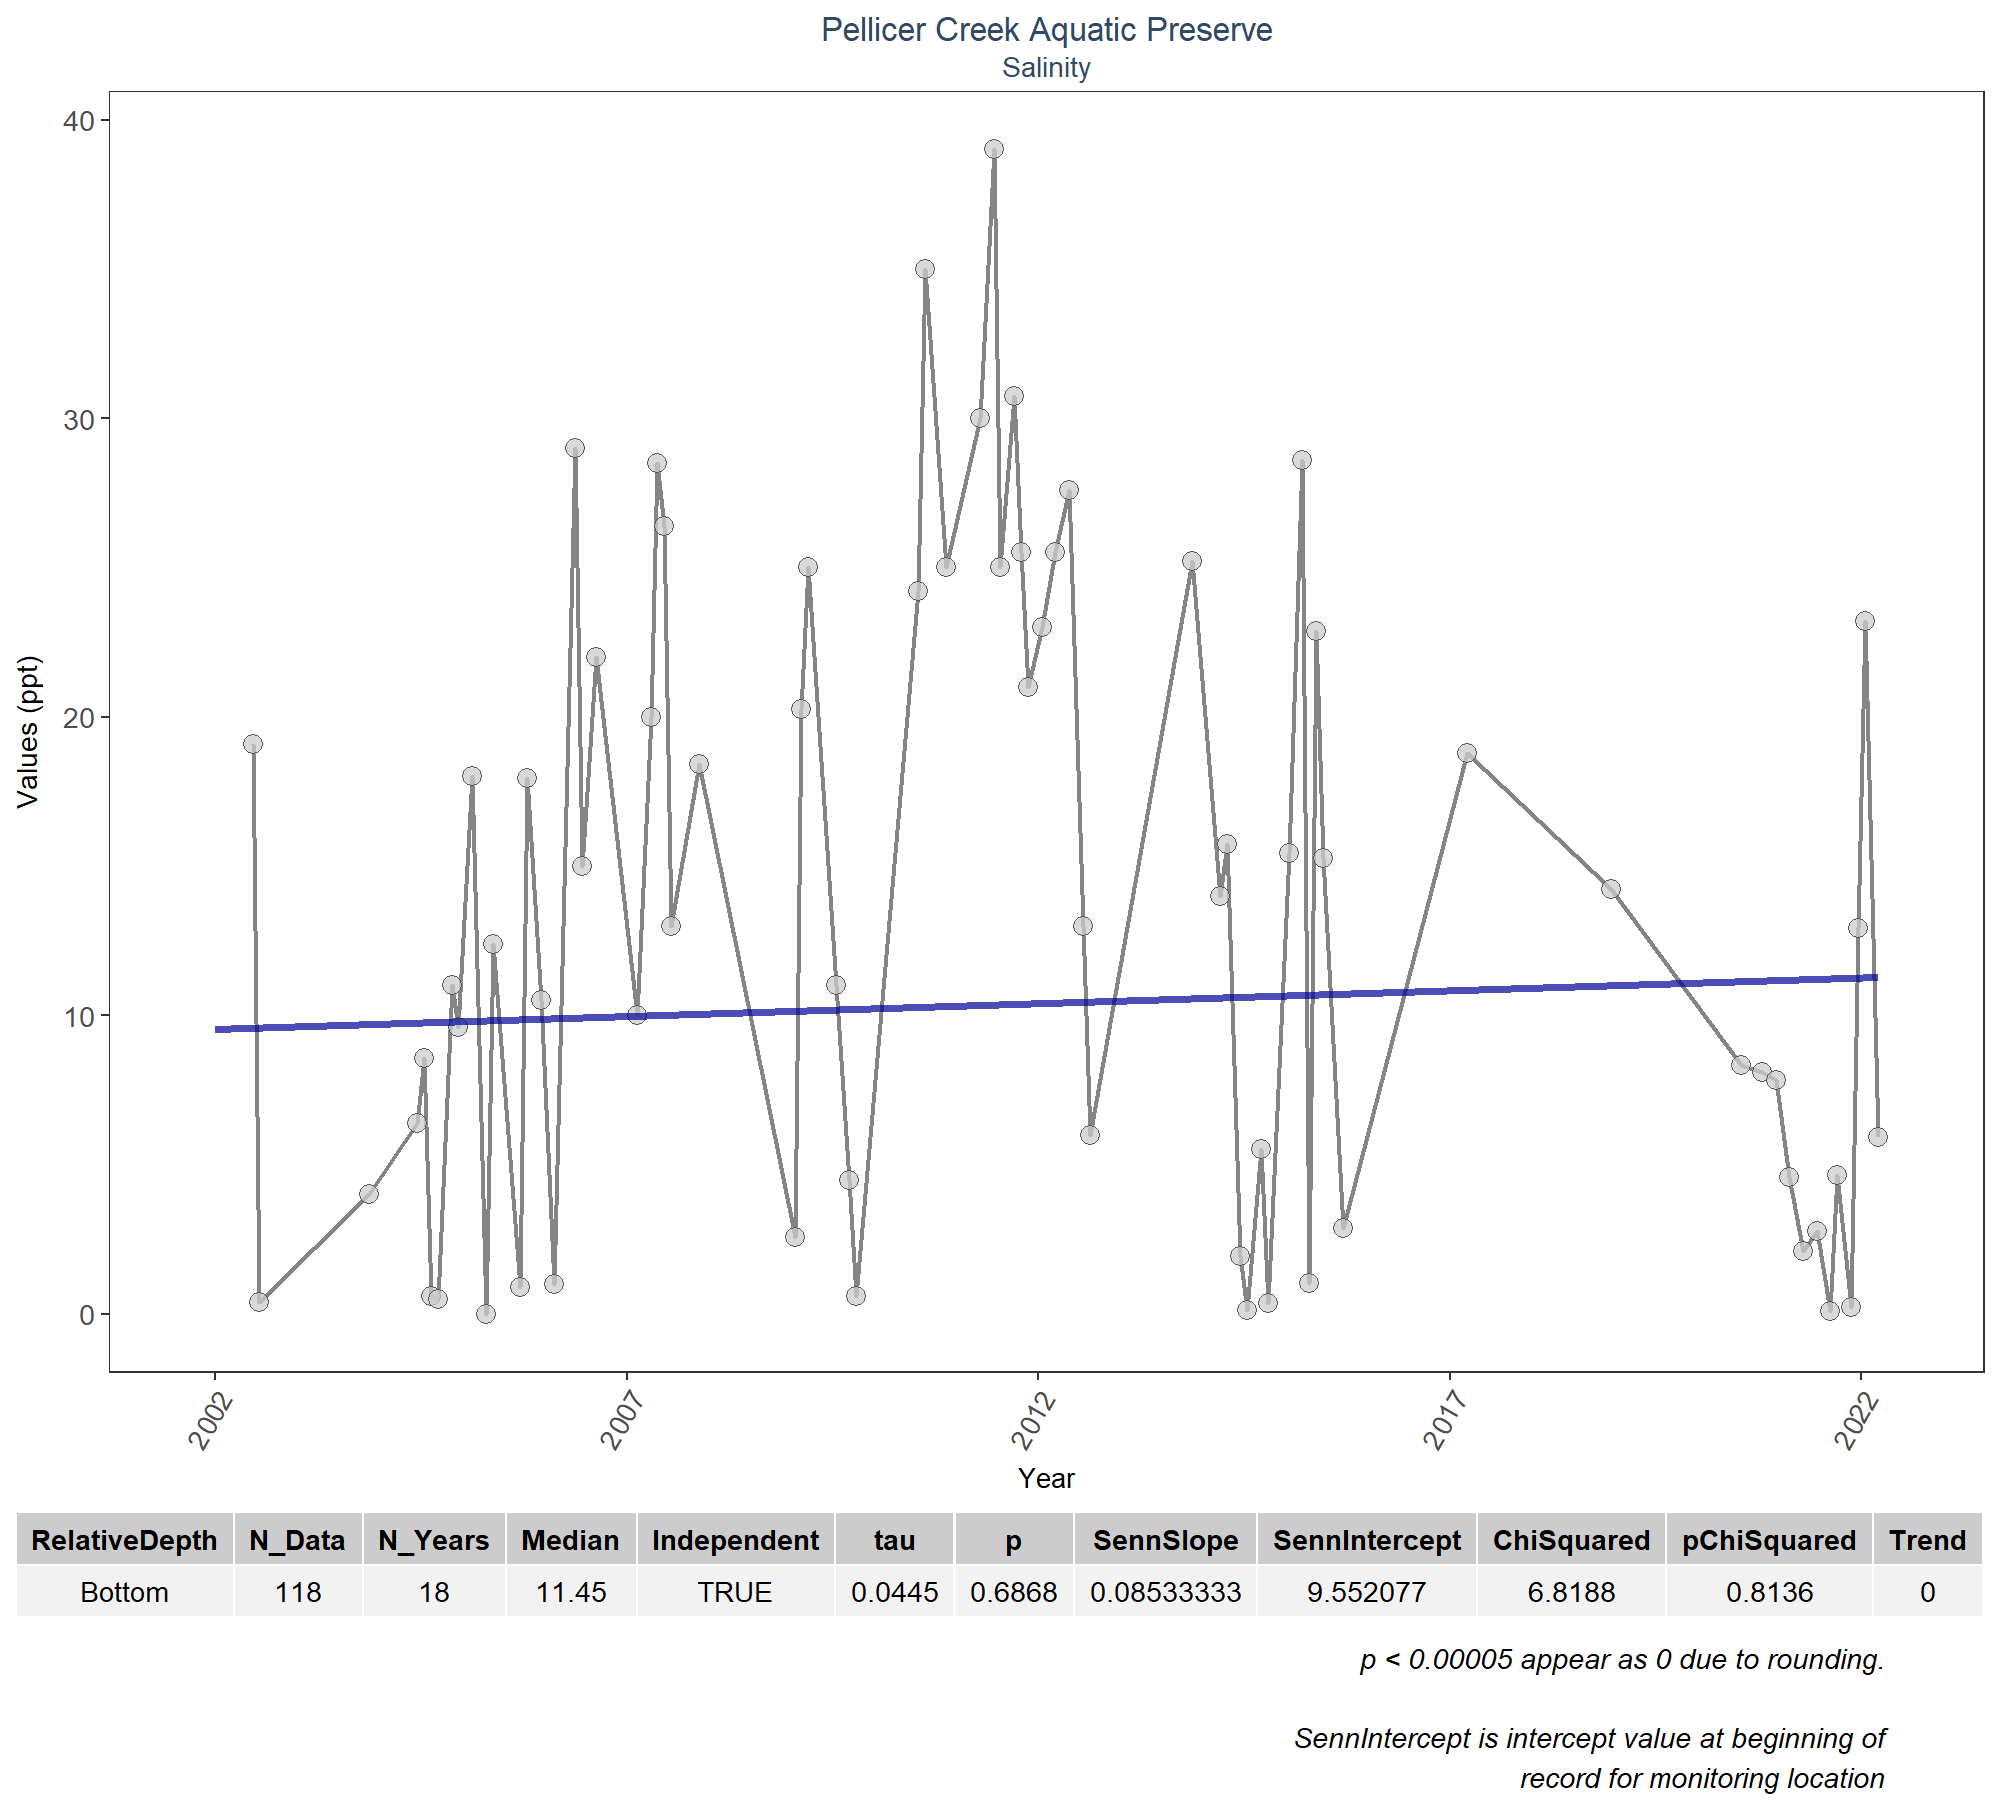 Pellicer Creek Aquatic Preserve
Salinity
40
30
20
10
0
Values (ppt)
2002 2007 2012 2017 2022
Year
RelativeDepth N_Data N_Years Median Independent tau p SennSlope SennIntercept ChiSquared pChiSquared Trend
Bottom 118 18 11.45 TRUE 0.0445 0.6868 0.08533333 9.552077 6.8188 0.8136 0
p < 0.00005 appear as 0 due to rounding.
SennIntercept is intercept value at beginning of
record for monitoring location